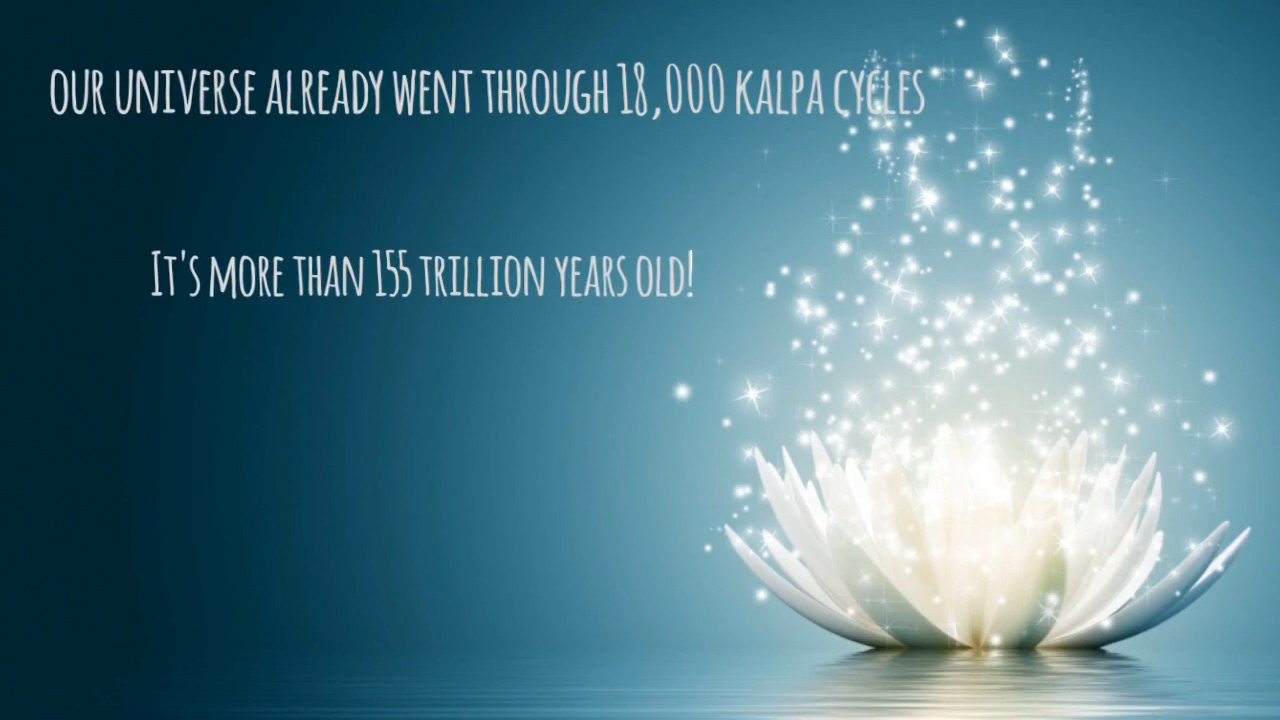 OUR UNIVERSE ALREADY WENT THROUGH 18,000 KALPA CYCLES
IT'S MORE THAN 155 TRILLION YEARS OLD!